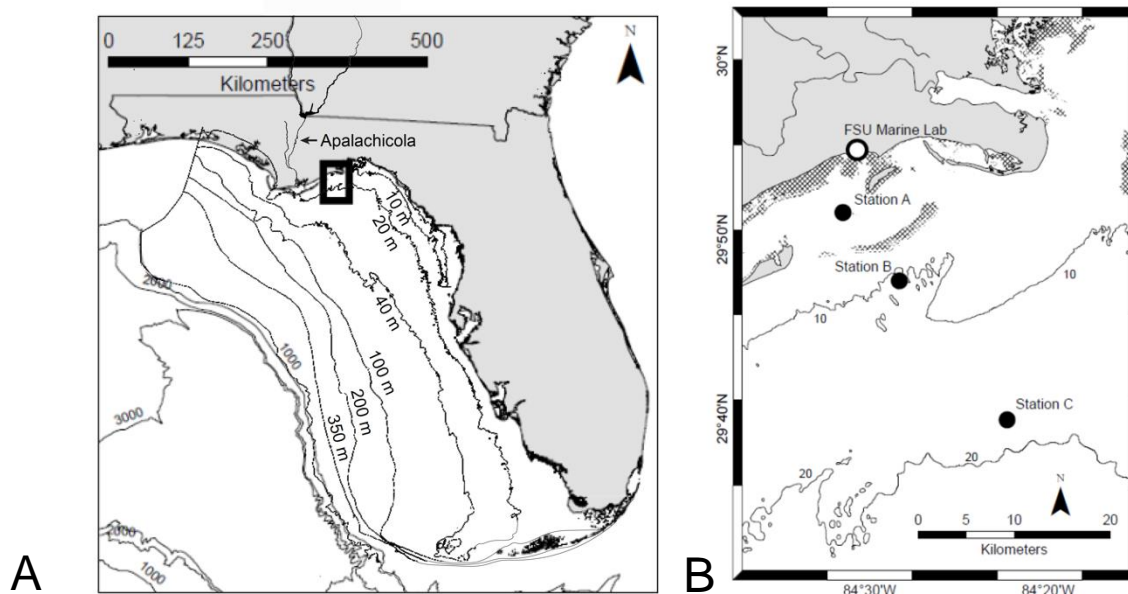 0 125 250 500
Kilometers
N
Apalachicola
10 m
20 m
40 m
100 m
200 m
350 m
2000
1000
3000
2000
1000
A
30°N
FSU Marine Lab
Station A
29°50'
Station B
10
10
29°40'
Station C
20
20
N
0 5 10 20
Kilometers
84°30'W
84°20'W
B